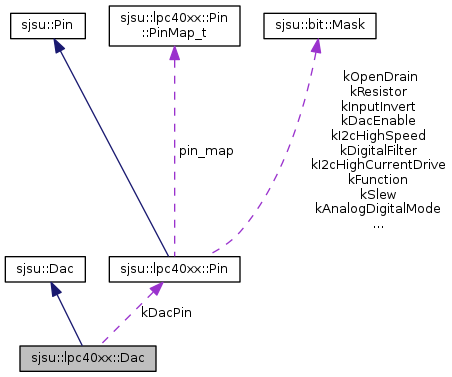 sjsu::Pin
sjsu::lpc40xx::Pin
::PinMap_t
sjsu::bit::Mask
kOpenDrain
kResistor
kInputInvert
kDacEnable
kI2cHighSpeed
kDigitalFilter
kI2cHighCurrentDrive
kFunction
kSlew
kAnalogDigitalMode
...
pin_map
sjsu::Dac
sjsu::lpc40xx::Pin
kDacPin
sjsu::lpc40xx::Dac